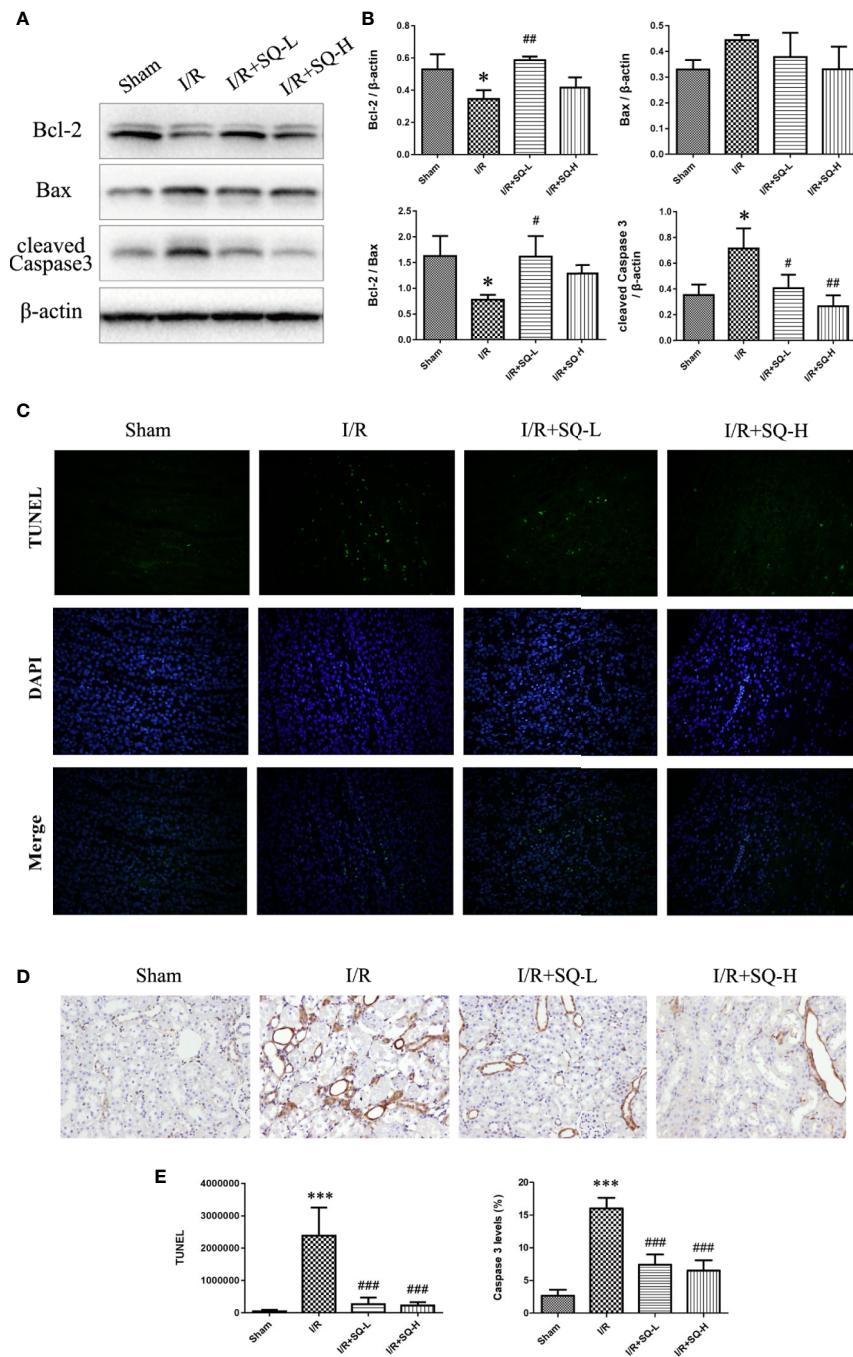 A
Sham
I/R
I/R+SQ-L
I/R+SQ-H
Bcl-2
Bax
cleaved
Caspase3
β-actin
B
Bcl-2 / β-actin
0.8
0.6
0.4
0.2
0.0
*
##
Sham
I/R
I/R+SQ-L
I/R+SQ-H
Bax / β-actin
0.5
0.4
0.3
0.2
0.1
0.0
Sham
I/R
I/R+SQ-L
I/R+SQ-H
Bcl-2 / Bax
2.5
2.0
1.5
1.0
0.5
0.0
*
#
Sham
I/R
I/R+SQ-L
I/R+SQ-H
cleaved Caspase 3
/ β-actin
1.0
0.8
0.6
0.4
0.2
0.0
*
#
##
Sham
I/R
I/R+SQ-L
I/R+SQ-H
C
Sham
I/R
I/R+SQ-L
I/R+SQ-H
TUNEL
DAPI
Merge
D
Sham
I/R
I/R+SQ-L
I/R+SQ-H
E
TUNEL
4000000
3000000
2000000
1000000
0
***
###
###
Sham
I/R
I/R+SQ-L
I/R+SQ-H
Caspase 3 levels (%)
20
15
10
5
0
***
###
###
Sham
I/R
I/R+SQ-L
I/R+SQ-H